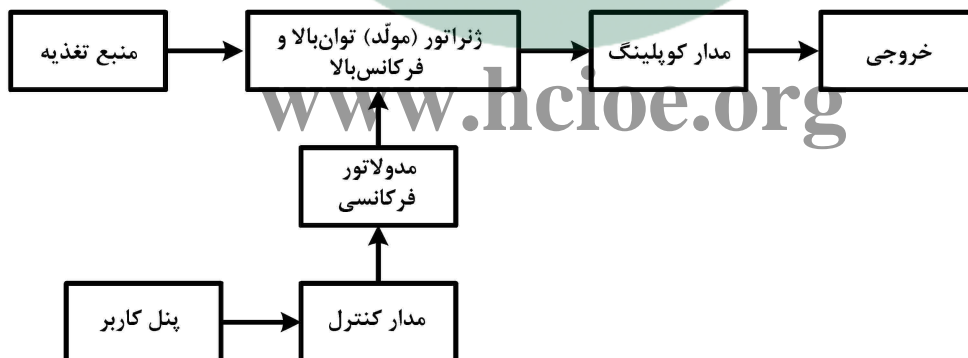 منبع تغذیه
ژنراتور (مولّد) توان‌بالا و
فرکانس‌بالا
مدار کوپلینگ
خروجی
www.hcioe.org
مدولاتور
فرکانسی
پنل کاربر
مدار کنترل